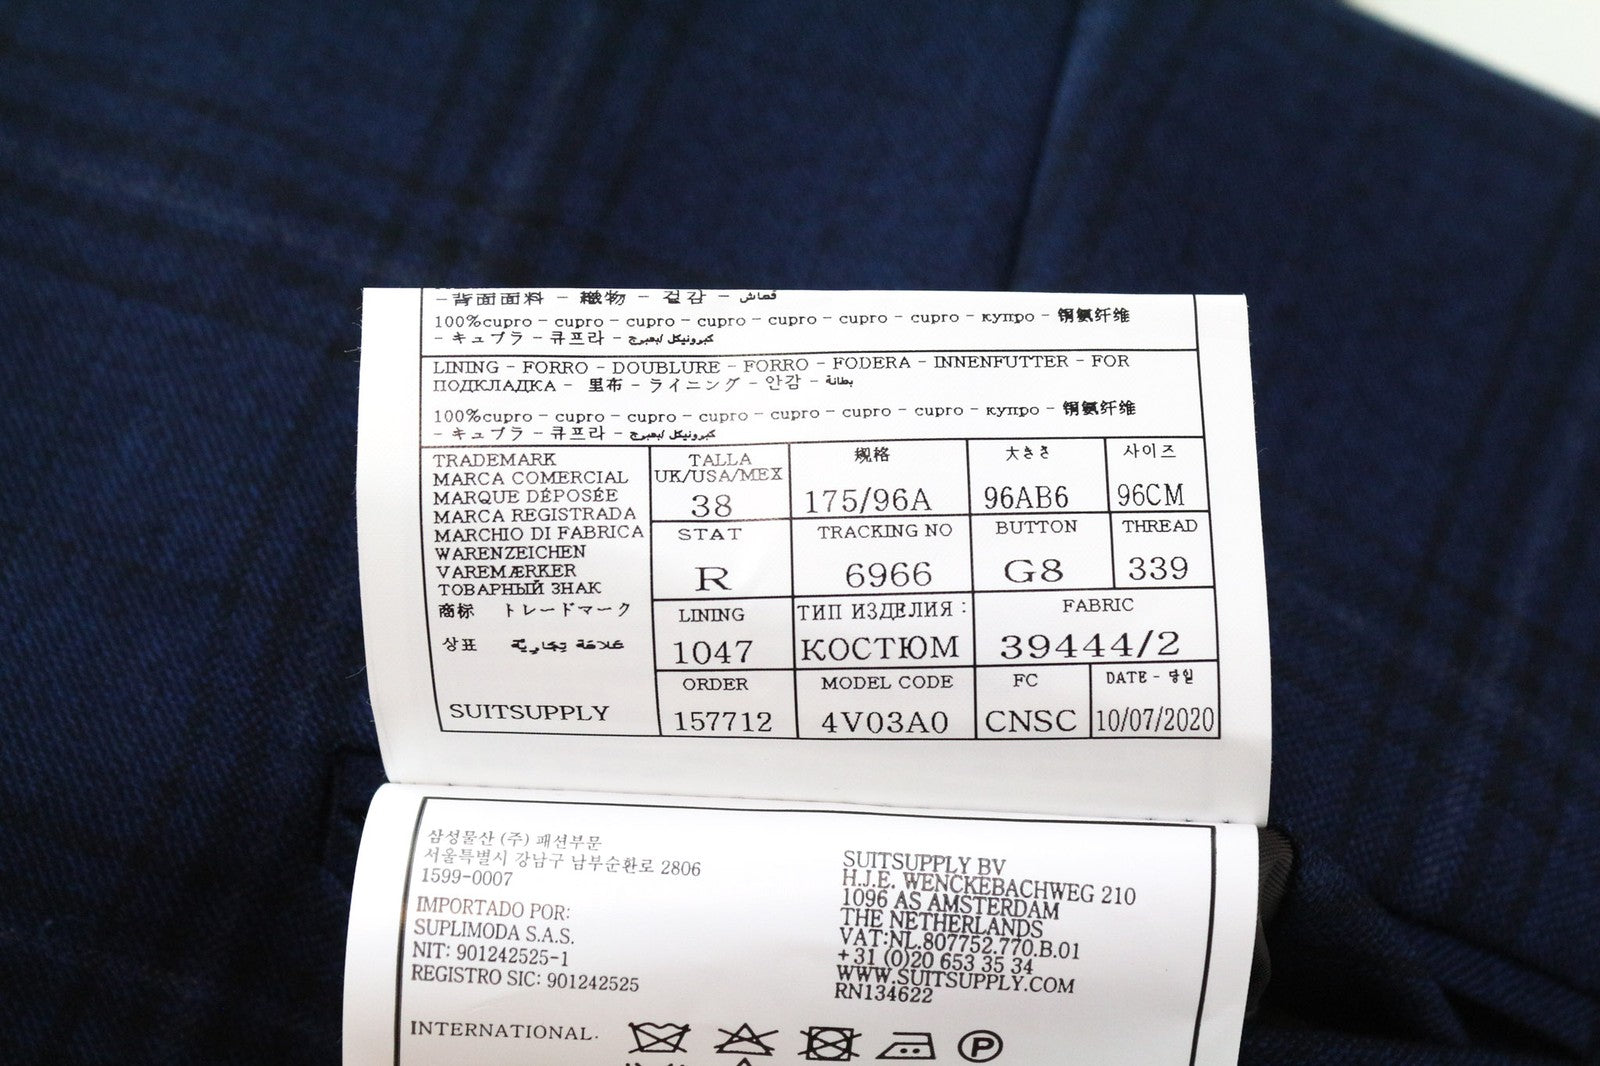 -背面面料 - 織物 - 겉감 - قماش
100%cupro - cupro - cupro - cupro - cupro - cupro - cupro - купро - 铜氨纤维
- キュプラ - 큐프라 -
LINING - FORRO - DOUBLURE - FORRO - FODERA - INNENFUTTER - FOR
ПОДКЛАДКА - 里布 - ライニング - 안감 - بطانة
100%cupro - cupro - cupro - cupro - cupro - cupro - cupro - купро - 铜氨纤维
- キュプラ - 큐프라 -
TRADEMARK
MARCA COMERCIAL
MARQUE DÉPOSÉE
MARCA REGISTRADA
MARCHIO DI FABRICA
WARENZEICHEN
VAREMÆRKER
ТОВАРНЫЙ ЗНАК
商标 トレードマーク
상표 علامة تجارية
SUITSUPPLY
TALLA 规格 大きさ 사이즈
UK/USA/MEX
38 175/96A 96AB6 96CM
STAT TRACKING NO BUTTON THREAD
R 6966 G8 339
LINING ТИП ИЗДЕЛИЯ : FABRIC
1047 КОСТЮМ 39444/2
ORDER MODEL CODE FC DATE - 당일
157712 4V03A0 CNSC 10/07/2020
삼성물산 (주) 패션부문
서울특별시 강남구 남부순환로 2806
1599-0007
IMPORTADO POR:
SUPLIMODA S.A.S.
NIT: 901242525-1
REGISTRO SIC: 901242525
SUITSUPPLY BV
H.J.E. WENCKEBACHWEG 210
1096 AS AMSTERDAM
THE NETHERLANDS
VAT:NL.807752.770.B.01
+31 (0)20 653 35 34
WWW.SUITSUPPLY.COM
RN134622
INTERNATIONAL. P